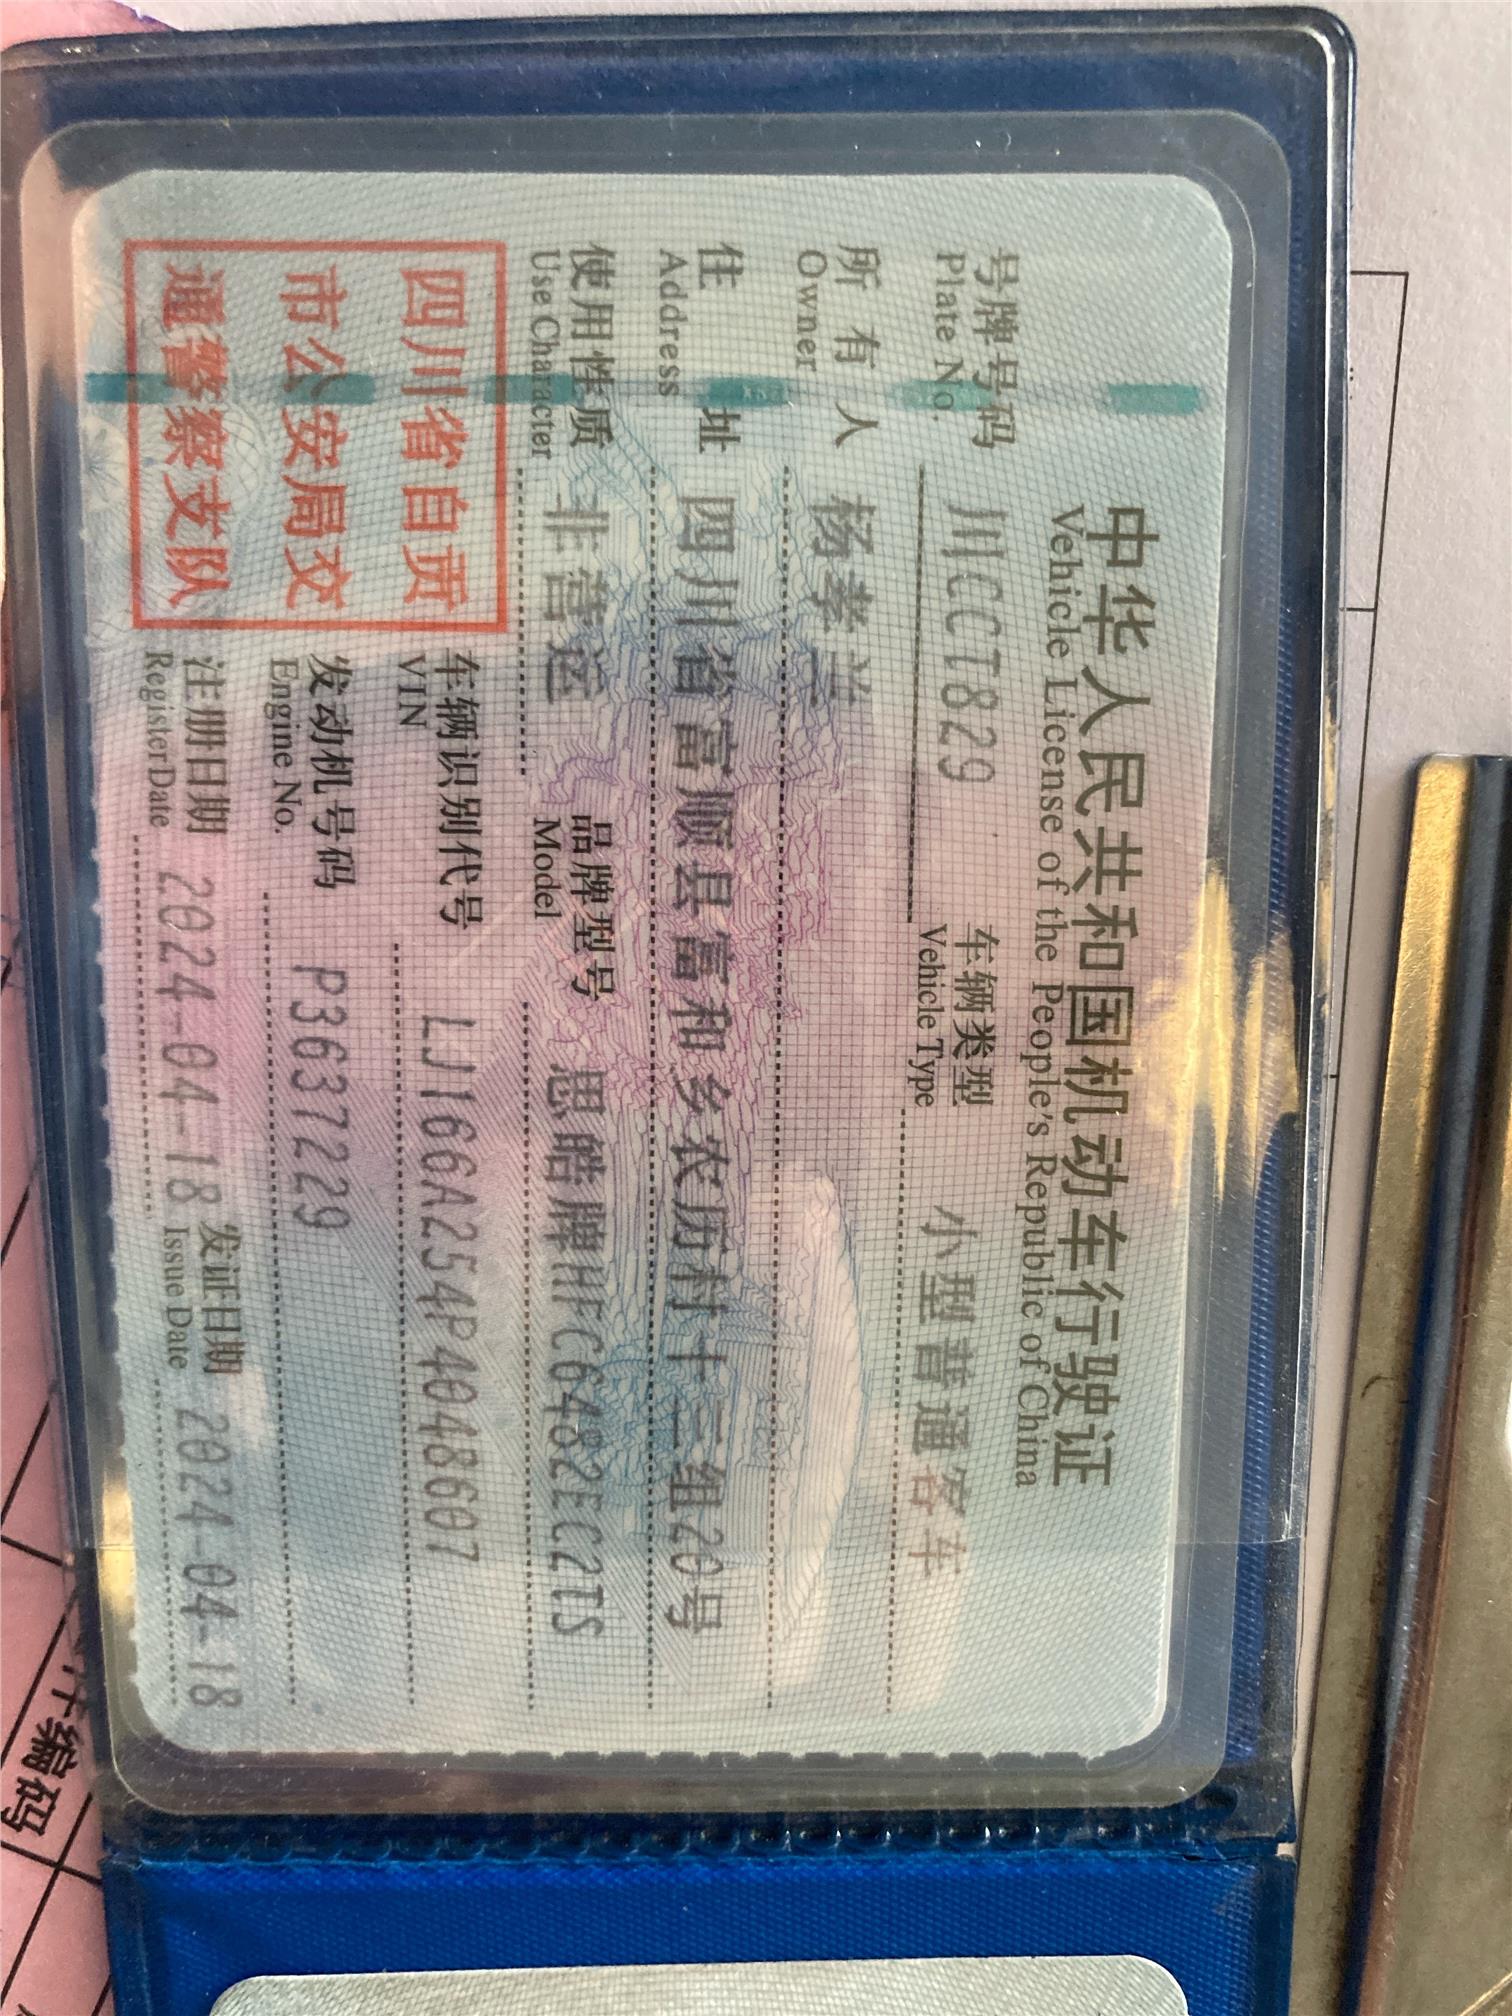 中华人民共和国机动车行驶证
Vehicle License of the People's Republic of China
号牌号码 川CCT829 车辆类型 小型普通客车
Plate No. Vehicle Type
所有人 杨孝兰
Owner
住址 四川省富顺县富和乡农历村十二组20号
Address
使用性质 非营运 品牌型号 思皓牌HFC6482EC2TS
Use Character Model
四川省自贡
市公安局交
通警察支队
车辆识别代号 LJ166A254P4048607
VIN
发动机号码 P3637229
Engine No.
注册日期 2024-04-18 发证日期 2024-04-18
Register Date Issue Date
编码